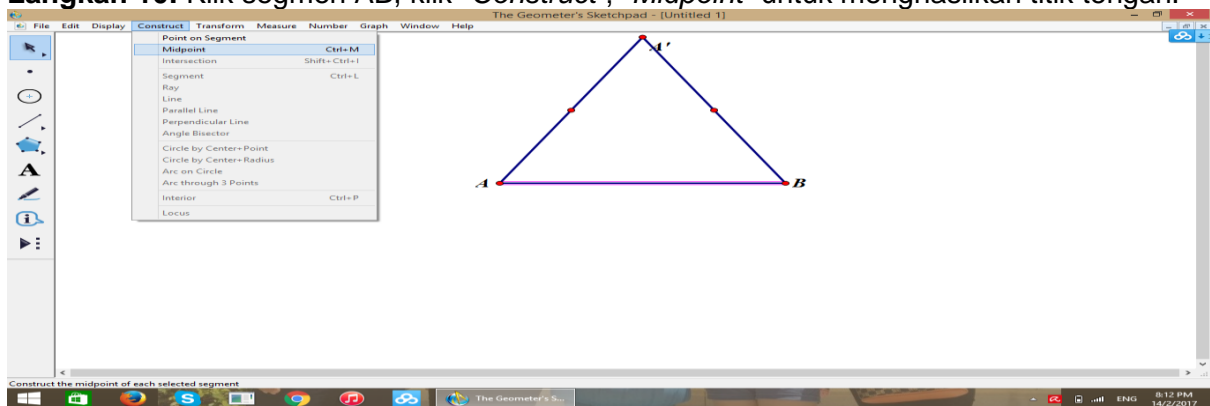 Langkah 10: Klik segmen AB, klik "Construct", "Midpoint" untuk menghasilkan titik tengah.
The Geometer's Sketchpad - [Untitled 1]
File Edit Display Construct Transform Measure Number Graph Window Help
Point on Segment
Midpoint Ctrl+M
Intersection Shift+Ctrl+I
Segment Ctrl+L
Ray
Line
Parallel Line
Perpendicular Line
Angle Bisector
Circle by Center+Point
Circle by Center+Radius
Arc on Circle
Arc through 3 Points
Interior Ctrl+P
Locus
A'
A B
A
Construct the midpoint of each selected segment
The Geometer's S...
ENG
8:12 PM
14/2/2017